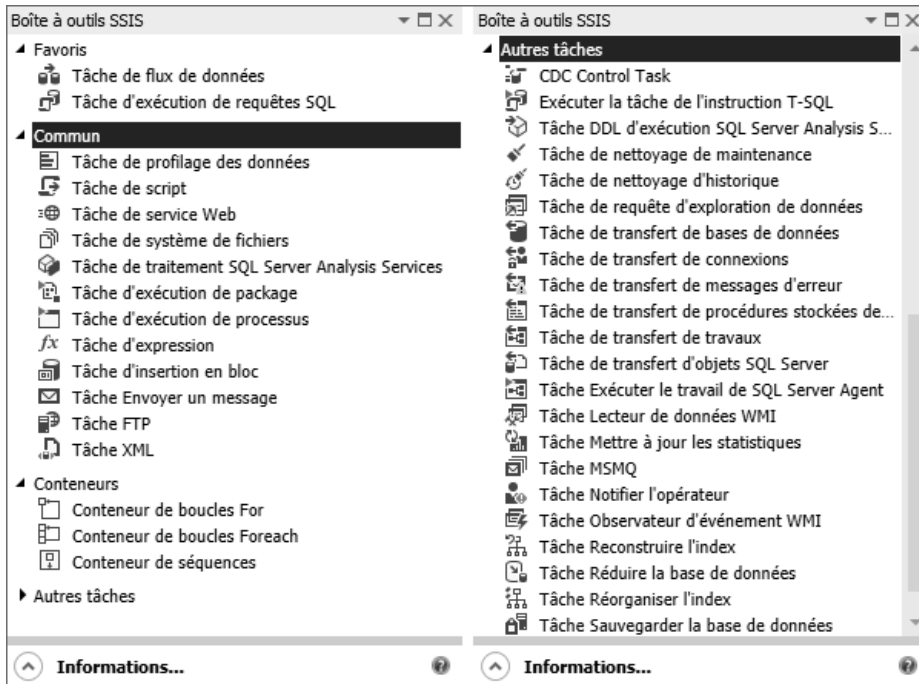 Boîte à outils SSIS
Favoris
Tâche de flux de données
Tâche d'exécution de requêtes SQL
Commun
Tâche de profilage des données
Tâche de script
Tâche de service Web
Tâche de système de fichiers
Tâche de traitement SQL Server Analysis Services
Tâche d'exécution de package
Tâche d'exécution de processus
fx Tâche d'expression
Tâche d'insertion en bloc
Tâche Envoyer un message
Tâche FTP
Tâche XML
Conteneurs
Conteneur de boucles For
Conteneur de boucles Foreach
Conteneur de séquences
Autres tâches
Informations...
Boîte à outils SSIS
Autres tâches
CDC Control Task
Exécuter la tâche de l'instruction T-SQL
Tâche DDL d'exécution SQL Server Analysis S...
Tâche de nettoyage de maintenance
Tâche de nettoyage d'historique
Tâche de requête d'exploration de données
Tâche de transfert de bases de données
Tâche de transfert de connexions
Tâche de transfert de messages d'erreur
Tâche de transfert de procédures stockées de...
Tâche de transfert de travaux
Tâche de transfert d'objets SQL Server
Tâche Exécuter le travail de SQL Server Agent
Tâche Lecteur de données WMI
Tâche Mettre à jour les statistiques
Tâche MSMQ
Tâche Notifier l'opérateur
Tâche Observateur d'événement WMI
Tâche Reconstruire l'index
Tâche Réduire la base de données
Tâche Réorganiser l'index
Tâche Sauvegarder la base de données
Informations...